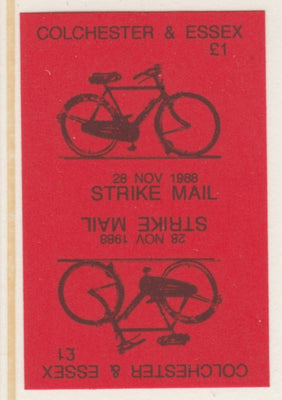 COLCHESTER & ESSEX
£1
28 NOV 1988
STRIKE MAIL
STRIKE MAIL
28 NOV 1988
£1
COLCHESTER & ESSEX